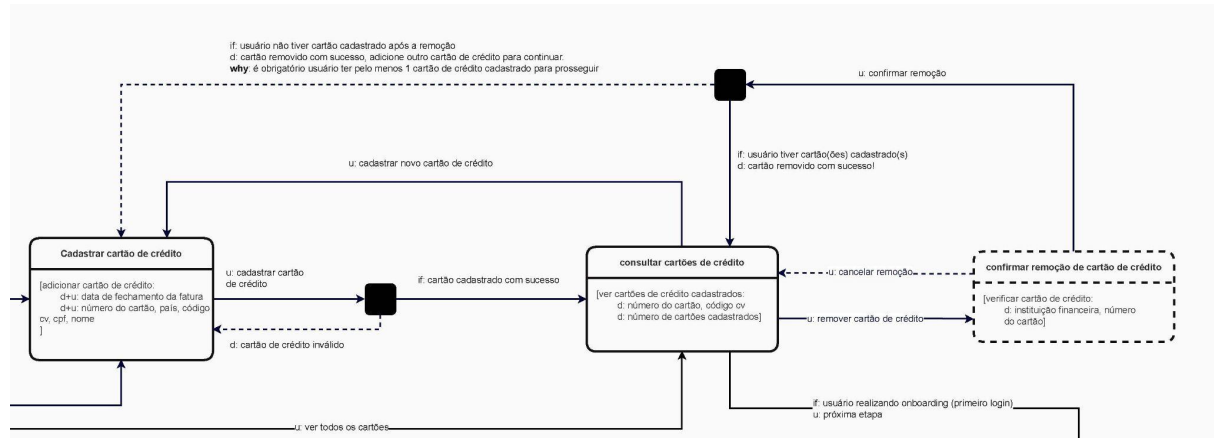 if: usuário não tiver cartão cadastrado após a remoção
d: cartão removido com sucesso, adicione outro cartão de crédito para continuar.
why: é obrigatório usuário ter pelo menos 1 cartão de crédito cadastrado para prosseguir
u: confirmar remoção
u: cadastrar novo cartão de crédito
if: usuário tiver cartão(ões) cadastrado(s)
d: cartão removido com sucesso!
Cadastrar cartão de crédito
[adicionar cartão de crédito:
d+u: data de fechamento da fatura
d+u: número do cartão, país, código
cv, cpf, nome
]
u: cadastrar cartão
de crédito
if: cartão cadastrado com sucesso
d: cartão de crédito inválido
consultar cartões de crédito
[ver cartões de crédito cadastrados:
d: número do cartão, código cv
d: número de cartões cadastrados]
u: cancelar remoção
u: remover cartão de crédito
confirmar remoção de cartão de crédito
[verificar cartão de crédito:
d: instituição financeira, número
do cartão]
if: usuário realizando onboarding (primeiro login)
u: próxima etapa
u: ver todos os cartões